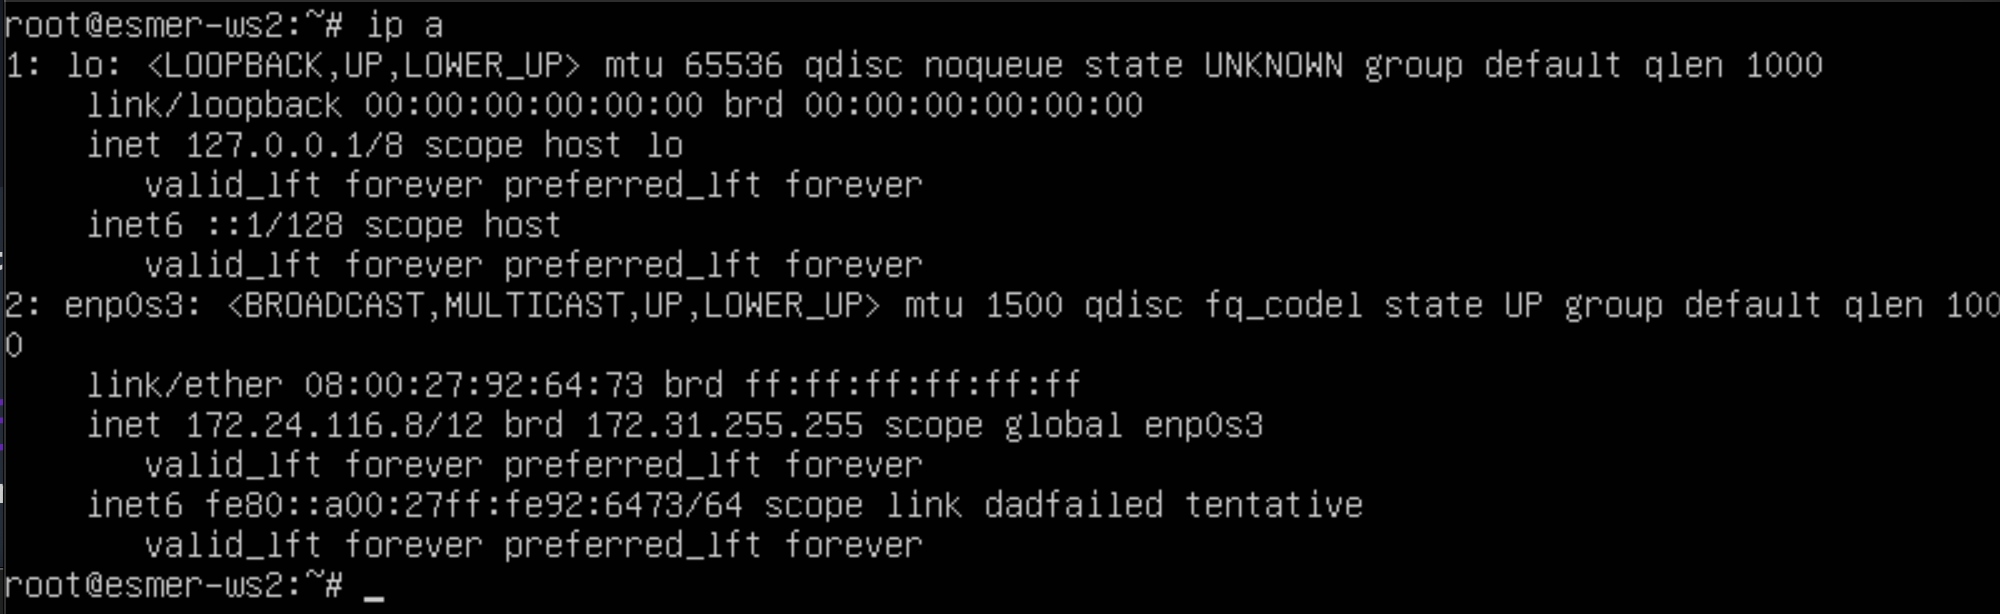 root@esmer-ws2:~# ip a
1: lo: <LOOPBACK,UP,LOWER_UP> mtu 65536 qdisc noqueue state UNKNOWN group default qlen 1000
    link/loopback 00:00:00:00:00:00 brd 00:00:00:00:00:00
    inet 127.0.0.1/8 scope host lo
       valid_lft forever preferred_lft forever
    inet6 ::1/128 scope host
       valid_lft forever preferred_lft forever
2: enp0s3: <BROADCAST,MULTICAST,UP,LOWER_UP> mtu 1500 qdisc fq_codel state UP group default qlen 100
0
    link/ether 08:00:27:92:64:73 brd ff:ff:ff:ff:ff:ff
    inet 172.24.116.8/12 brd 172.31.255.255 scope global enp0s3
       valid_lft forever preferred_lft forever
    inet6 fe80::a00:27ff:fe92:6473/64 scope link dadfailed tentative
       valid_lft forever preferred_lft forever
root@esmer-ws2:~# _